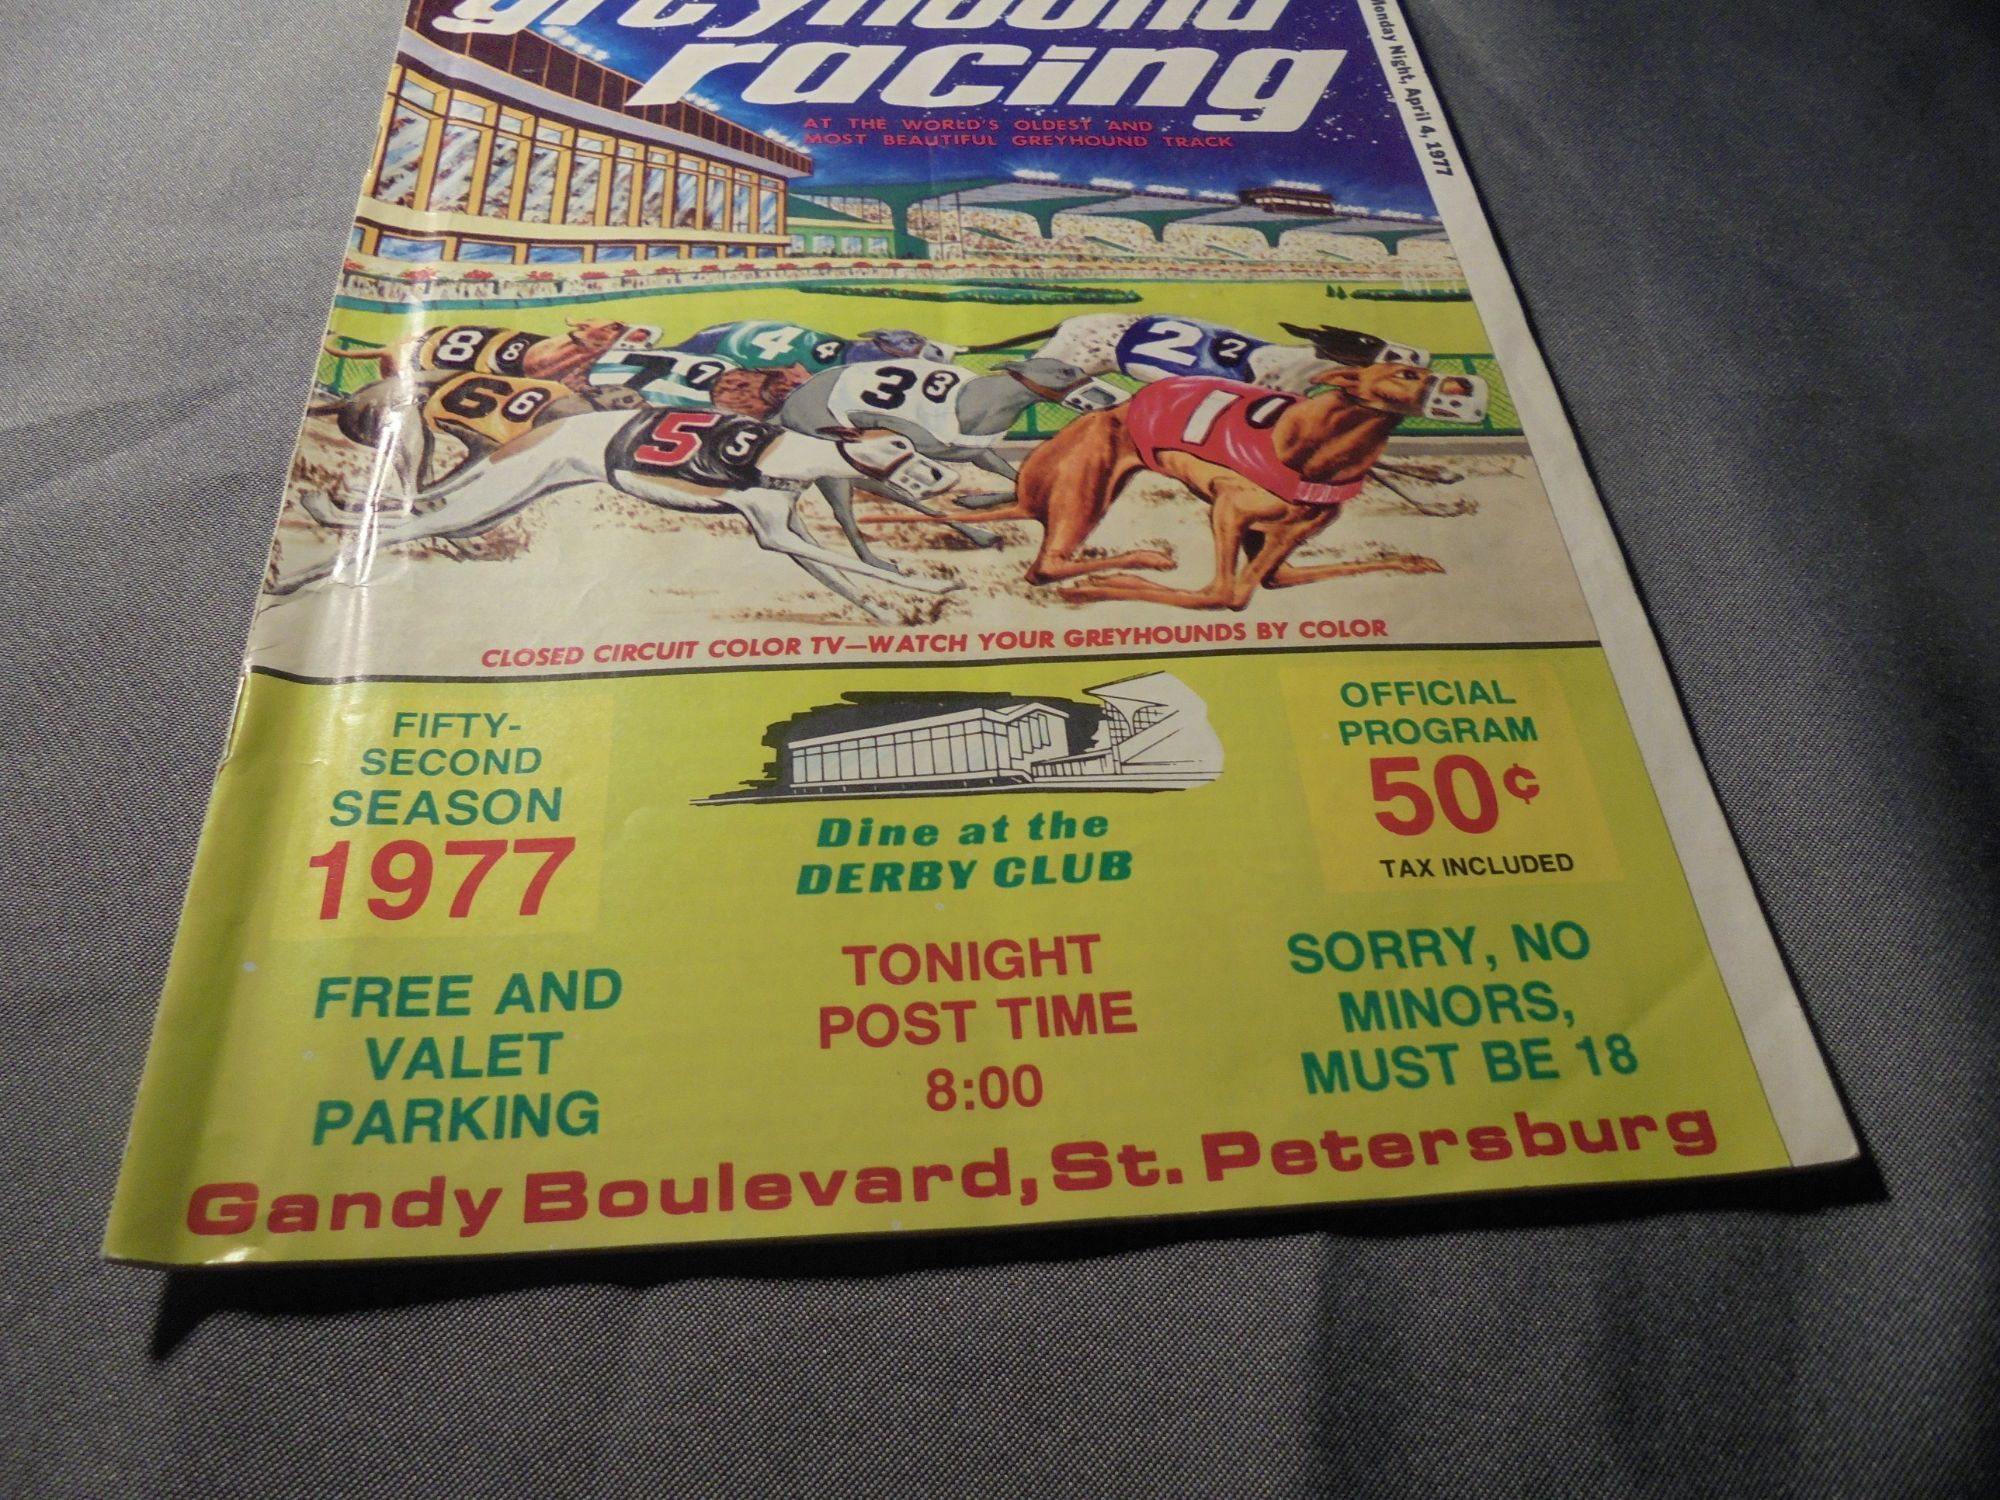 greyhound
racing
AT THE WORLD'S OLDEST AND
MOST BEAUTIFUL GREYHOUND TRACK
Monday Night, April 4, 1977
8 8
7 7
4 4
2 2
6 6
3 3
5 5
1 1
CLOSED CIRCUIT COLOR TV—WATCH YOUR GREYHOUNDS BY COLOR
FIFTY-
SECOND
SEASON
1977
Dine at the
DERBY CLUB
OFFICIAL
PROGRAM
50¢
TAX INCLUDED
FREE AND
VALET
PARKING
TONIGHT
POST TIME
8:00
SORRY, NO
MINORS,
MUST BE 18
Gandy Boulevard, St. Petersburg